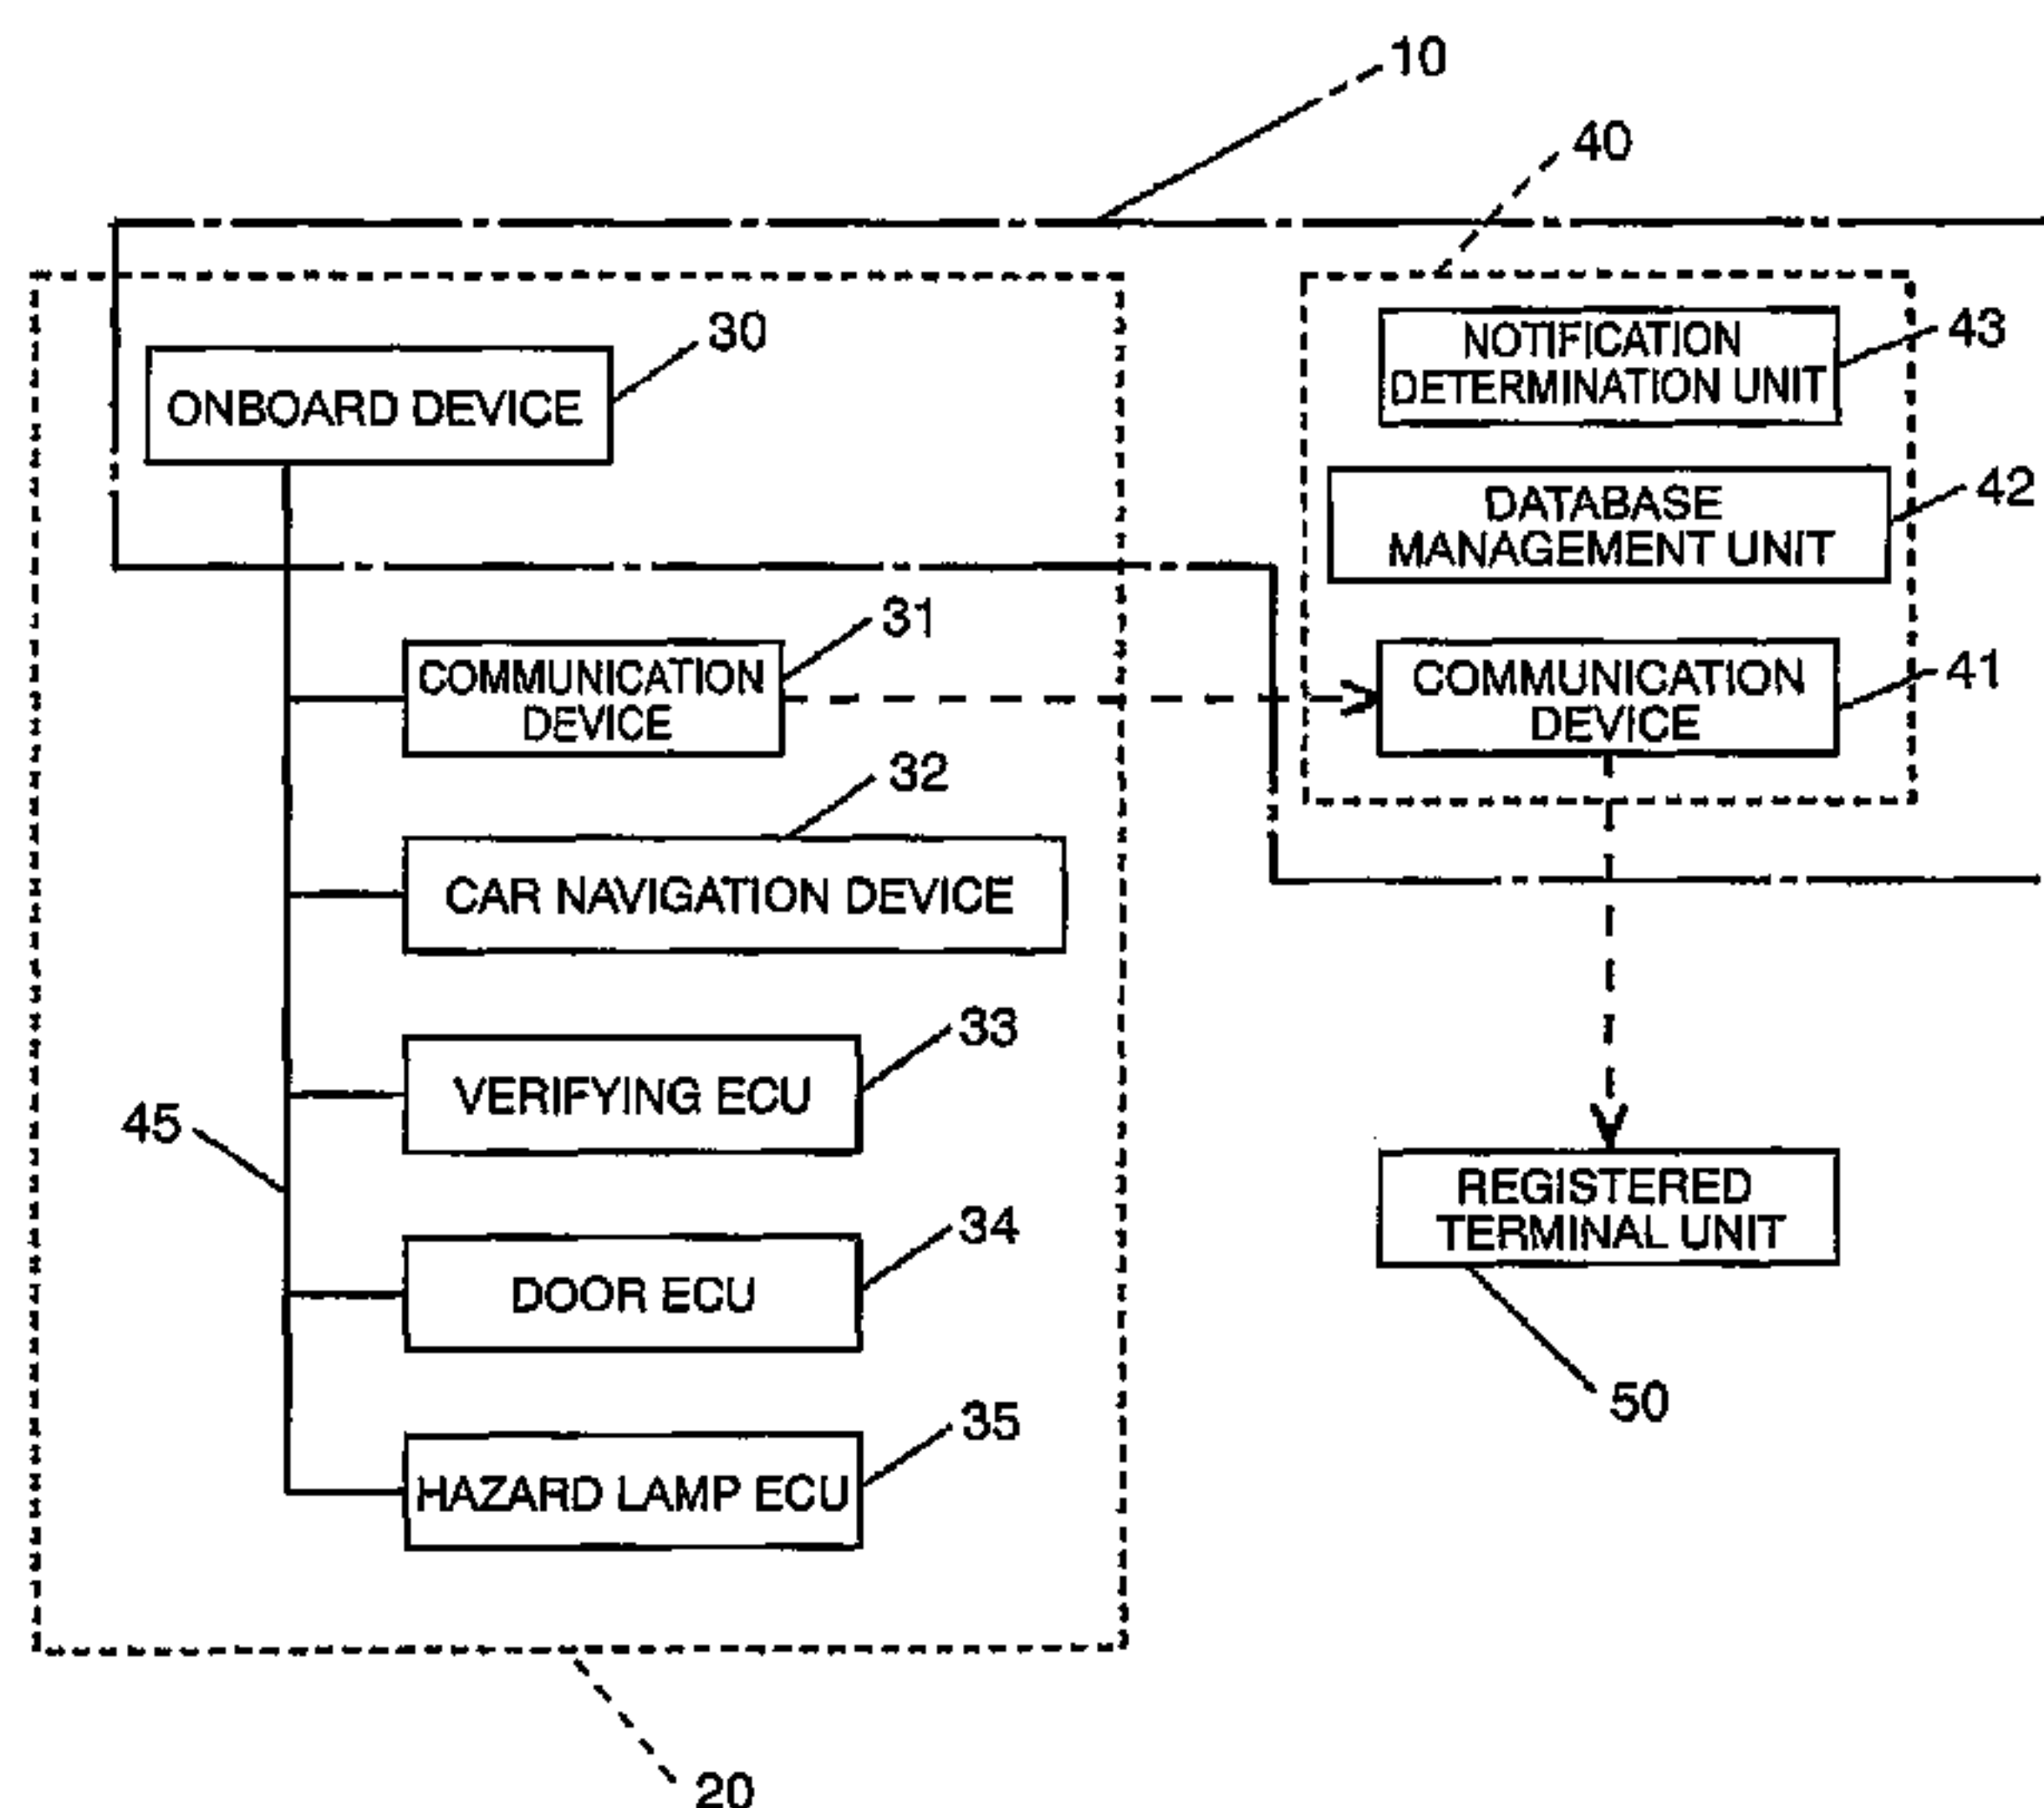 10
40
30
ONBOARD DEVICE
NOTIFICATION
DETERMINATION UNIT
43
DATABASE
MANAGEMENT UNIT
42
31
COMMUNICATION
DEVICE
COMMUNICATION
DEVICE
41
32
CAR NAVIGATION DEVICE
33
VERIFYING ECU
45
REGISTERED
TERMINAL UNIT
34
DOOR ECU
50
35
HAZARD LAMP ECU
20